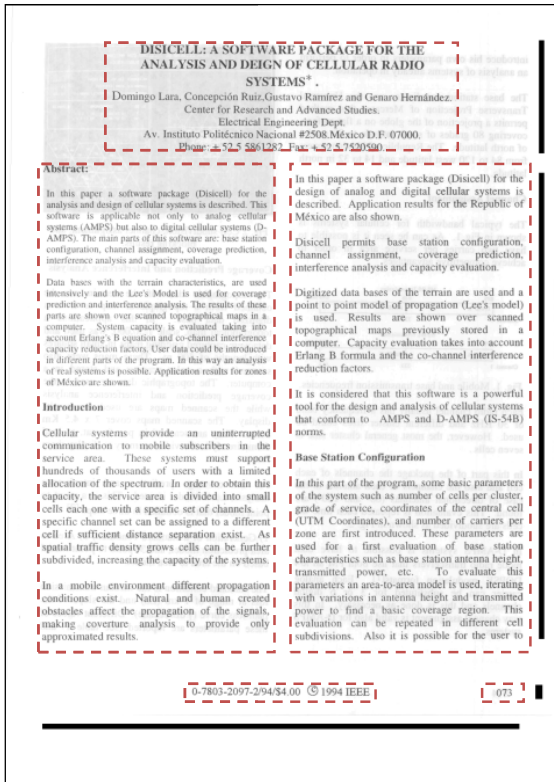 DISICELL: A SOFTWARE PACKAGE FOR THE
ANALYSIS AND DEIGN OF CELLULAR RADIO
SYSTEMS* .
Domingo Lara, Concepción Ruiz,Gustavo Ramírez and Genaro Hernández.
Center for Research and Advanced Studies.
Electrical Engineering Dept.
Av. Instituto Politécnico Nacional #2508.México D.F. 07000.
Phone: + 52.5 5861282. Fax: + 52.5.7520590.
Abstract:
In this paper a software package (Disicell) for the
analysis and design of cellular systems is described. This
software is applicable not only to analog cellular
systems (AMPS) but also to digital cellular systems (D-
AMPS). The main parts of this software are: base station
configuration, channel assignment, coverage prediction,
interference analysis and capacity evaluation.
Data bases with the terrain characteristics, are used
intensively and the Lee's Model is used for coverage
prediction and interference analysis. The results of these
parts are shown over scanned topographical maps in a
computer. System capacity is evaluated taking into
account Erlang's B equation and co-channel interference
capacity reduction factors. User data could be introduced
in different parts of the program. In this way an analysis
of real systems is possible. Application results for zones
of México are shown.
Introduction
Cellular systems provide an uninterrupted
communication to mobile subscribers in the
service area. These systems must support
hundreds of thousands of users with a limited
allocation of the spectrum. In order to obtain this
capacity, the service area is divided into small
cells each one with a specific set of channels. A
specific channel set can be assigned to a different
cell if sufficient distance separation exist. As
spatial traffic density grows cells can be further
subdivided, increasing the capacity of the systems.
In a mobile environment different propagation
conditions exist. Natural and human created
obstacles affect the propagation of the signals,
making coverture analysis to provide only
approximated results.
In this paper a software package (Disicell) for the
design of analog and digital cellular systems is
described. Application results for the Republic of
México are also shown.
Disicell permits base station configuration,
channel assignment, coverage prediction,
interference analysis and capacity evaluation.
Digitized data bases of the terrain are used and a
point to point model of propagation (Lee's model)
is used. Results are shown over scanned
topographical maps previously stored in a
computer. Capacity evaluation takes into account
Erlang B formula and the co-channel interference
reduction factors.
It is considered that this software is a powerful
tool for the design and analysis of cellular systems
that conform to AMPS and D-AMPS (IS-54B)
norms.
Base Station Configuration
In this part of the program, some basic parameters
of the system such as number of cells per cluster,
grade of service, coordinates of the central cell
(UTM Coordinates), and number of carriers per
zone are first introduced. These parameters are
used for a first evaluation of base station
characteristics such as base station antenna height,
transmitted power, etc. To evaluate this
parameters an area-to-area model is used, iterating
with variations in antenna height and transmitted
power to find a basic coverage region. This
evaluation can be repeated in different cell
subdivisions. Also it is possible for the user to
0-7803-2097-2/94/$4.00 © 1994 IEEE
073